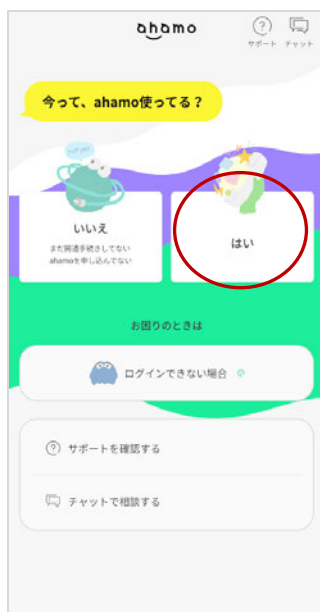 ahamo
サポート
チャット
今って、ahamo使ってる？
いいえ
まだ開通手続きしてない
ahamoを申し込んでない
はい
お困りのときは
ログインできない場合
サポートを確認する
チャットで相談する